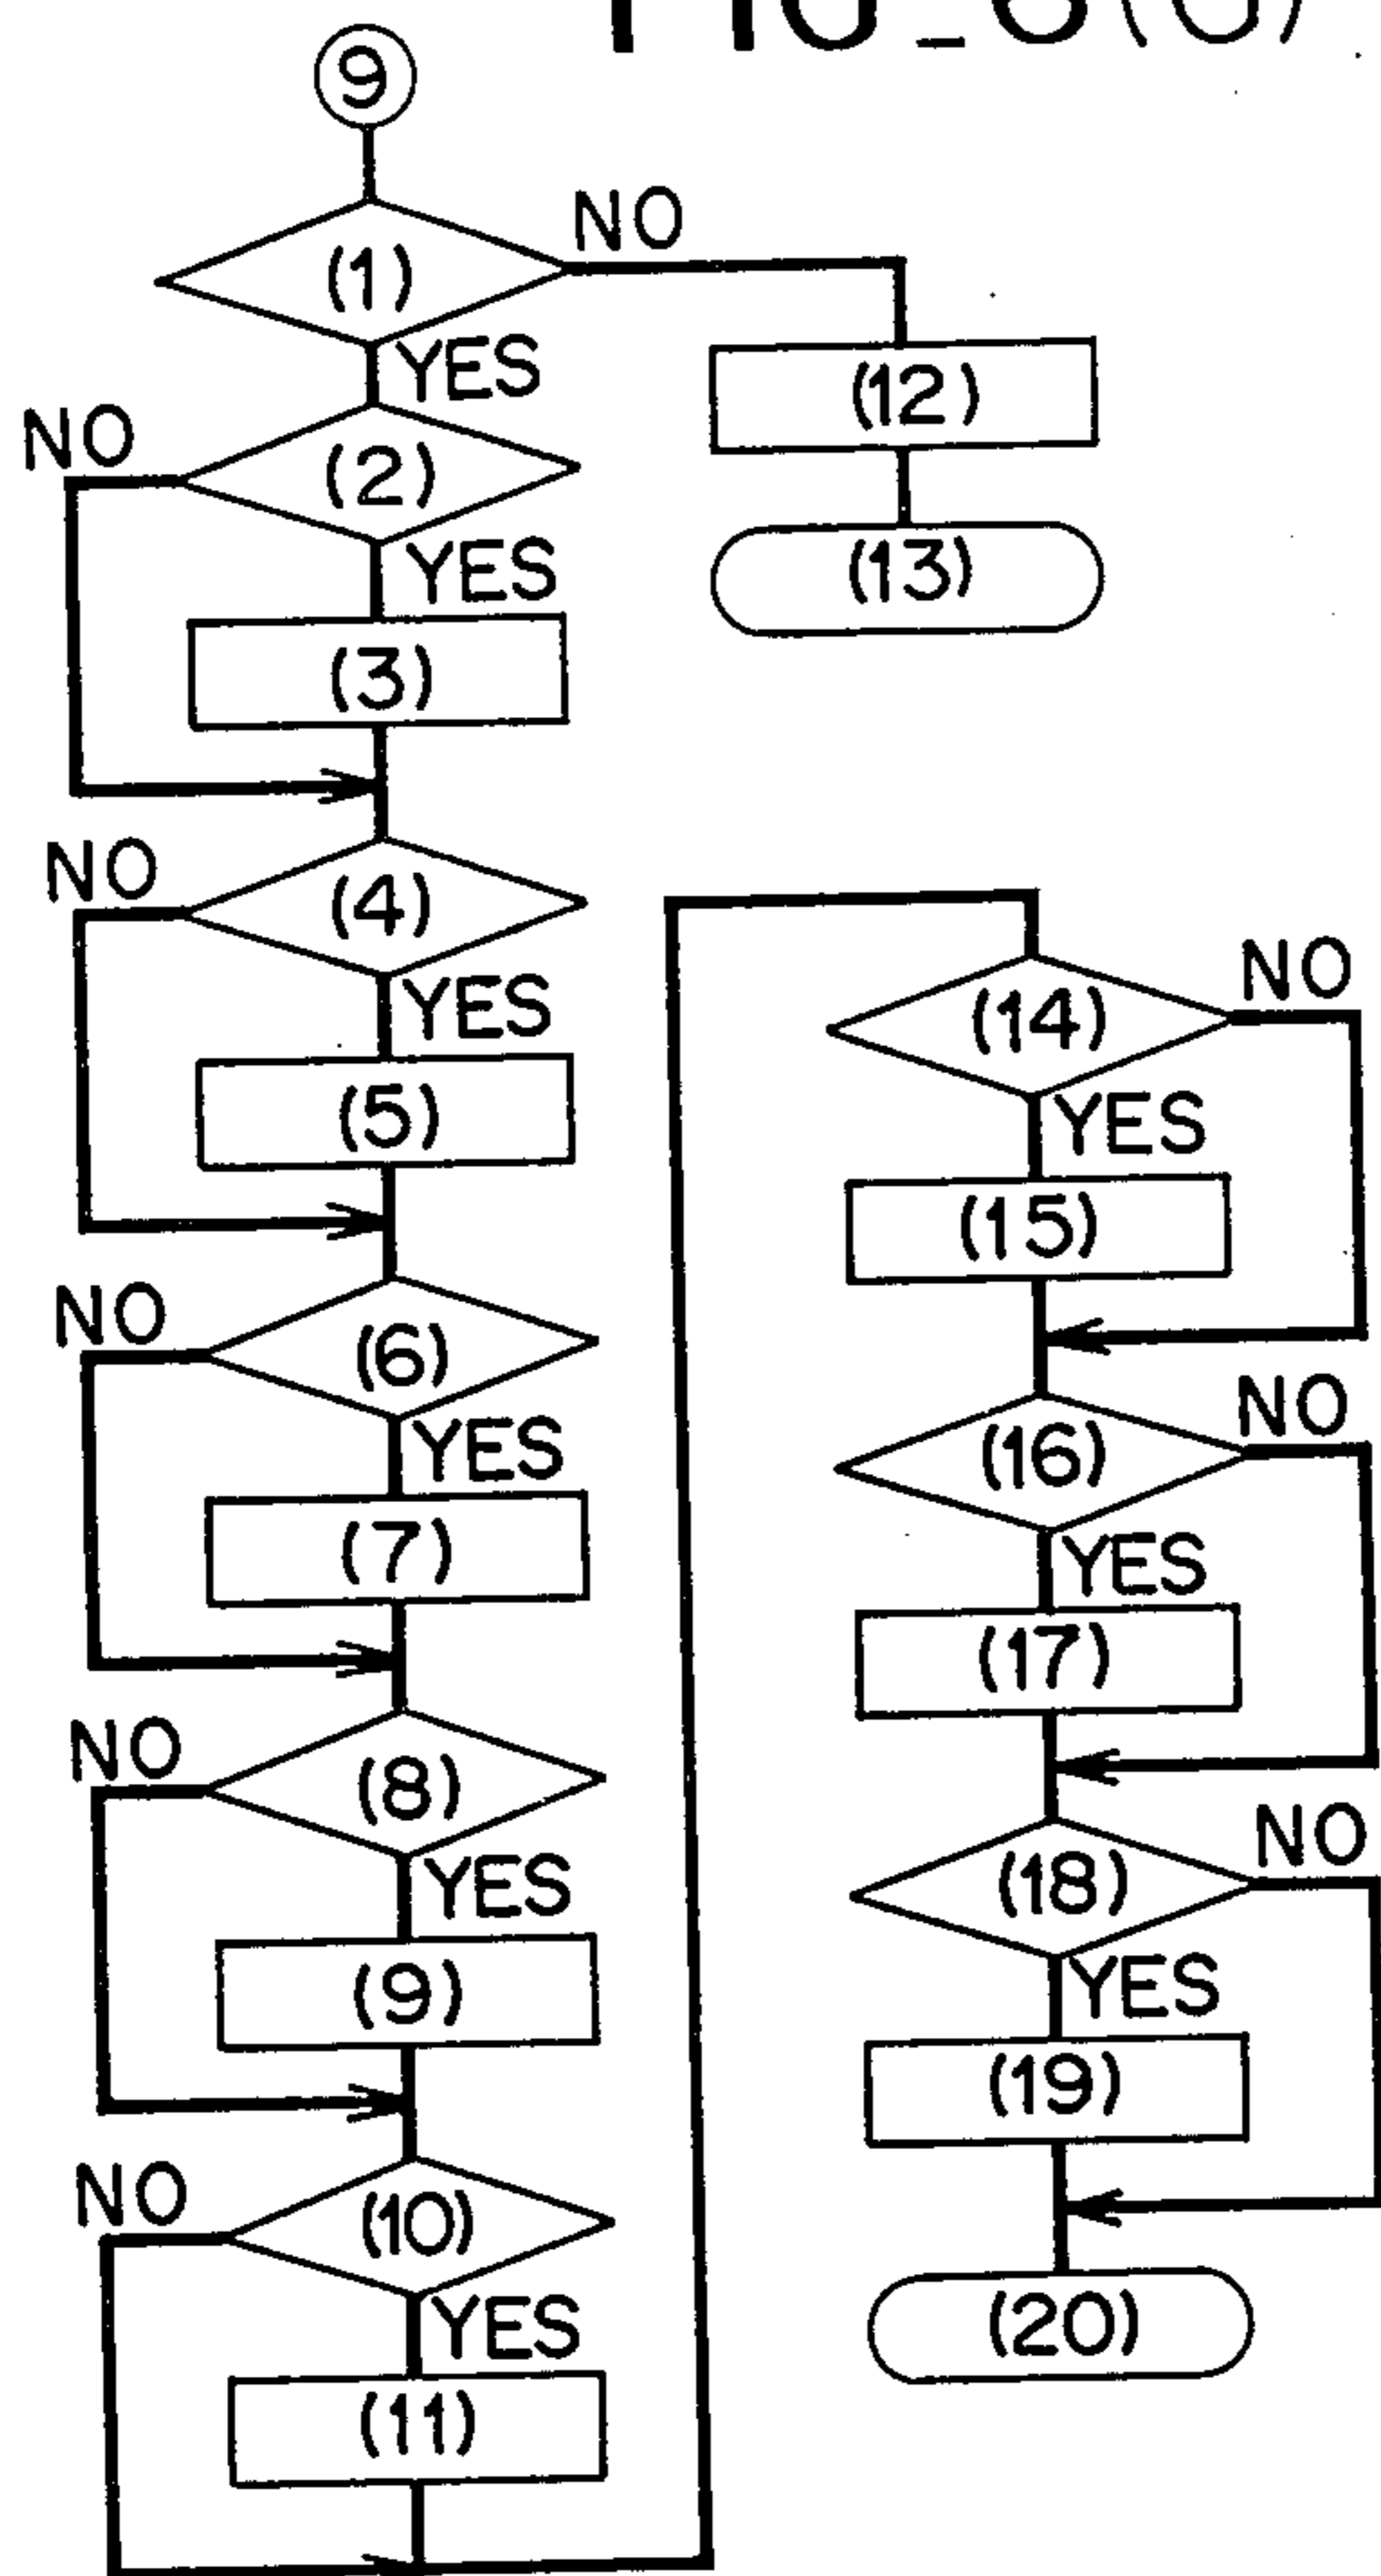 9
(1)
NO
YES
(12)
NO
(2)
YES
(13)
(3)
NO
(4)
YES
(5)
NO
(6)
YES
(7)
NO
(8)
YES
(9)
NO
(10)
YES
(11)
(14)
NO
YES
(15)
(16)
NO
YES
(17)
(18)
NO
YES
(19)
(20)